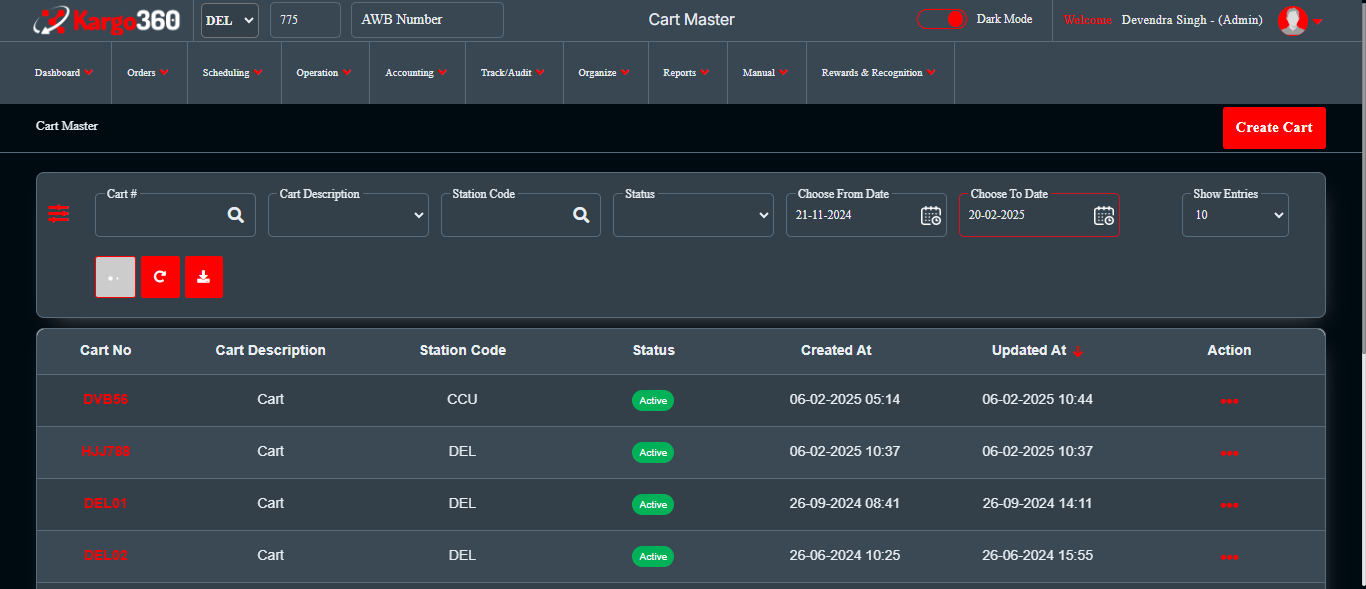 Kargo360 DEL 775 AWB Number Cart Master Dark Mode Welcome Devendra Singh - (Admin)
Dashboard Orders Scheduling Operation Accounting Track/Audit Organize Reports Manual Rewards & Recognition
Cart Master Create Cart
Cart # Cart Description Station Code Status Choose From Date Choose To Date Show Entries
21-11-2024 20-02-2025 10
Cart No Cart Description Station Code Status Created At Updated At Action
DVB56 Cart CCU Active 06-02-2025 05:14 06-02-2025 10:44
HJJ788 Cart DEL Active 06-02-2025 10:37 06-02-2025 10:37
DEL01 Cart DEL Active 26-09-2024 08:41 26-09-2024 14:11
DEL02 Cart DEL Active 26-06-2024 10:25 26-06-2024 15:55